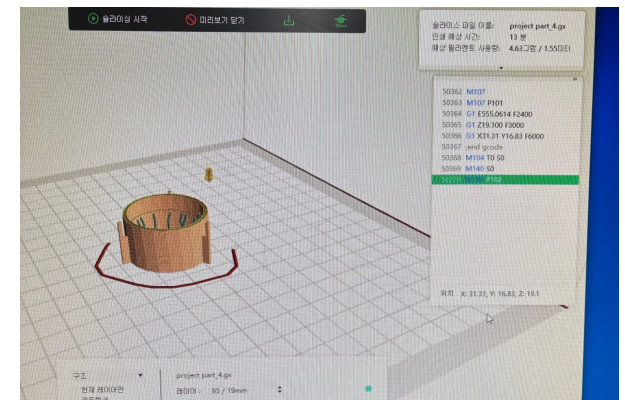 슬라이싱 시작
미리보기 닫기
슬라이스 파일 이름: project part_4.gx
인쇄 예상 시간: 13 분
예상 필라멘트 사용량: 4.63그램 / 1.55미터
50362 M107
50363 M107 P101
50364 G1 E555.0614 F2400
50365 G1 Z19.100 F3000
50366 G1 X31.31 Y16.83 F6000
50367 ;end gcode
50368 M104 T0 S0
50369 M140 S0
P102
위치 X: 31.31, Y: 16.83, Z: 19.1
구조
현재 레이어만
project part_4.gx
레이어: 95 / 19mm